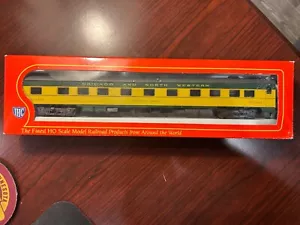 CHICAGO AND NORTH WESTERN
IHC
The Finest HO Scale Model Railroad Products from Around the World